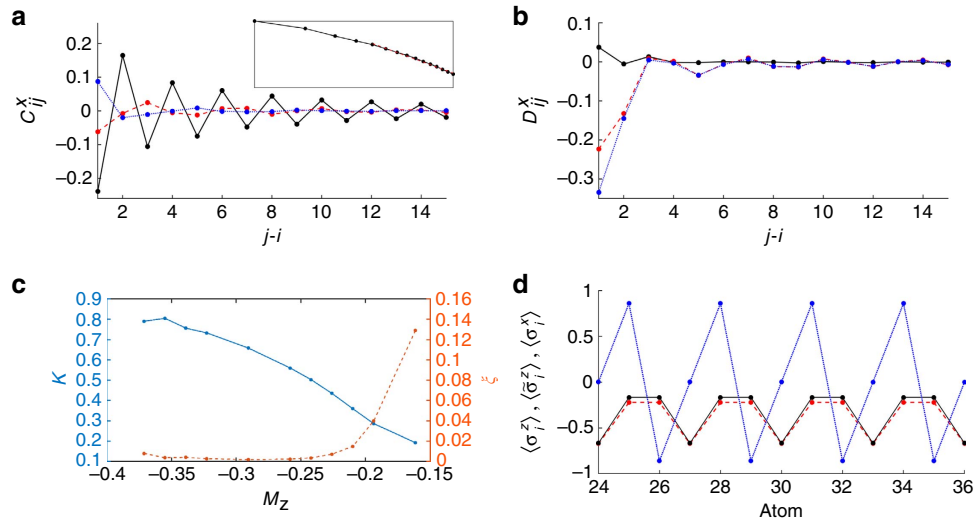 a
0.2
0.1
0
−0.1
−0.2
C^x_ij
2 4 6 8 10 12 14
j-i
b
0.1
0
−0.1
−0.2
−0.3
D^x_ij
2 4 6 8 10 12 14
j-i
c
0.9
0.8
0.7
0.6
0.5
0.4
0.3
0.2
0.1
K
0.16
0.14
0.12
0.10
0.08
0.06
0.04
0.02
0
ξ
−0.4 −0.35 −0.3 −0.25 −0.2 −0.15
M_z
d
1
0.5
0
−0.5
−1
⟨σ^z_i⟩, ⟨σ̃^z_i⟩, ⟨σ^x_i⟩
24 26 28 30 32 34 36
Atom